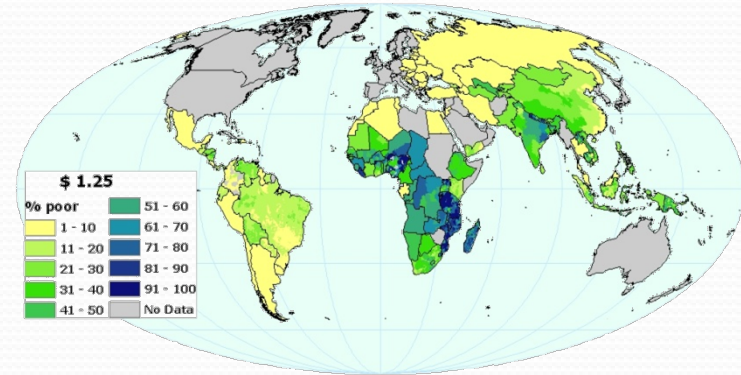 $ 1.25
% poor
1 - 10
11 - 20
21 - 30
31 - 40
41 - 50
51 - 60
61 - 70
71 - 80
81 - 90
91 - 100
No Data